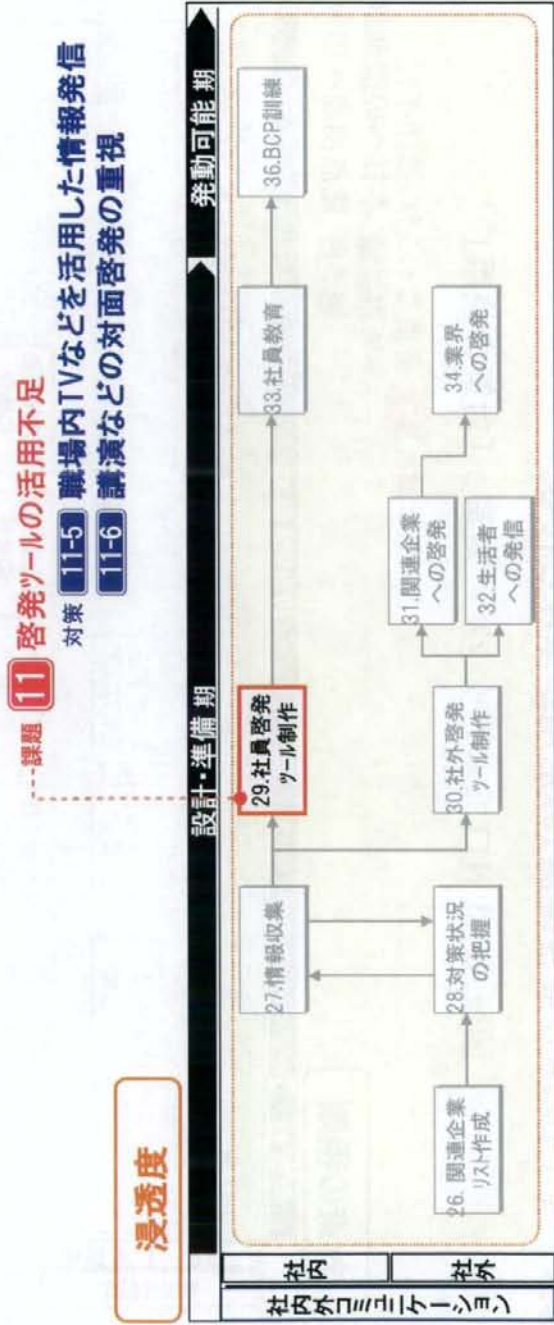 課題 11 啓発ツールの活用不足
対策 11-5 職場内TVなどを活用した情報発信
11-6 講演などの対面啓発の重視
浸透度
設計・準備 期
発動可能 期
社内外コミュニケーション
社内
社外
27.情報収集
29.社員啓発
ツール制作
33.社員教育
36.BCP訓練
26. 関連企業
リスト作成
28.対策状況
の把握
30.社外啓発
ツール制作
31.関連企業
への啓発
32.生活者
への発信
34.業界
への啓発